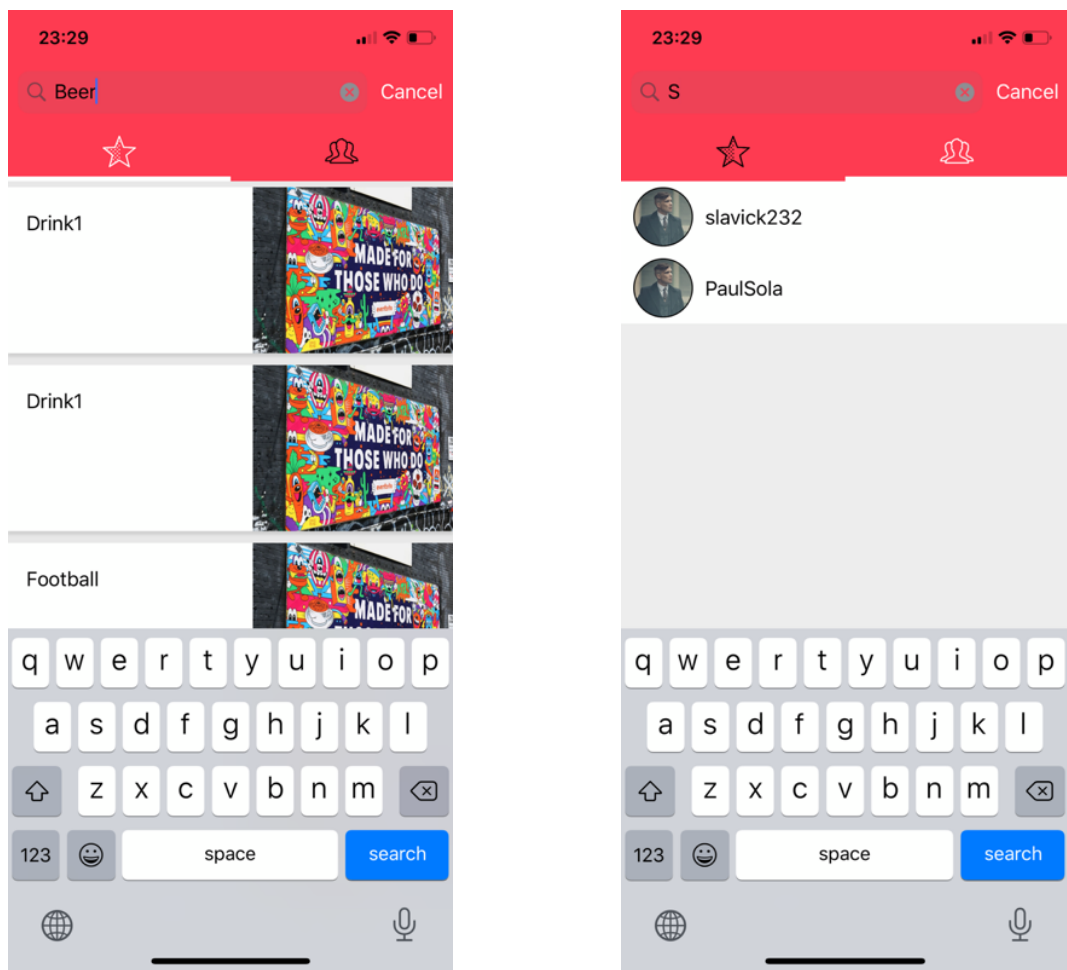 23:29
Beer
Cancel
Drink1
MADE FOR
THOSE WHO DO
Drink1
MADE FOR
THOSE WHO DO
Football
MADE FOR
q w e r t y u i o p
a s d f g h j k l
z x c v b n m
123
space
search
23:29
S
Cancel
slavick232
PaulSola
q w e r t y u i o p
a s d f g h j k l
z x c v b n m
123
space
search